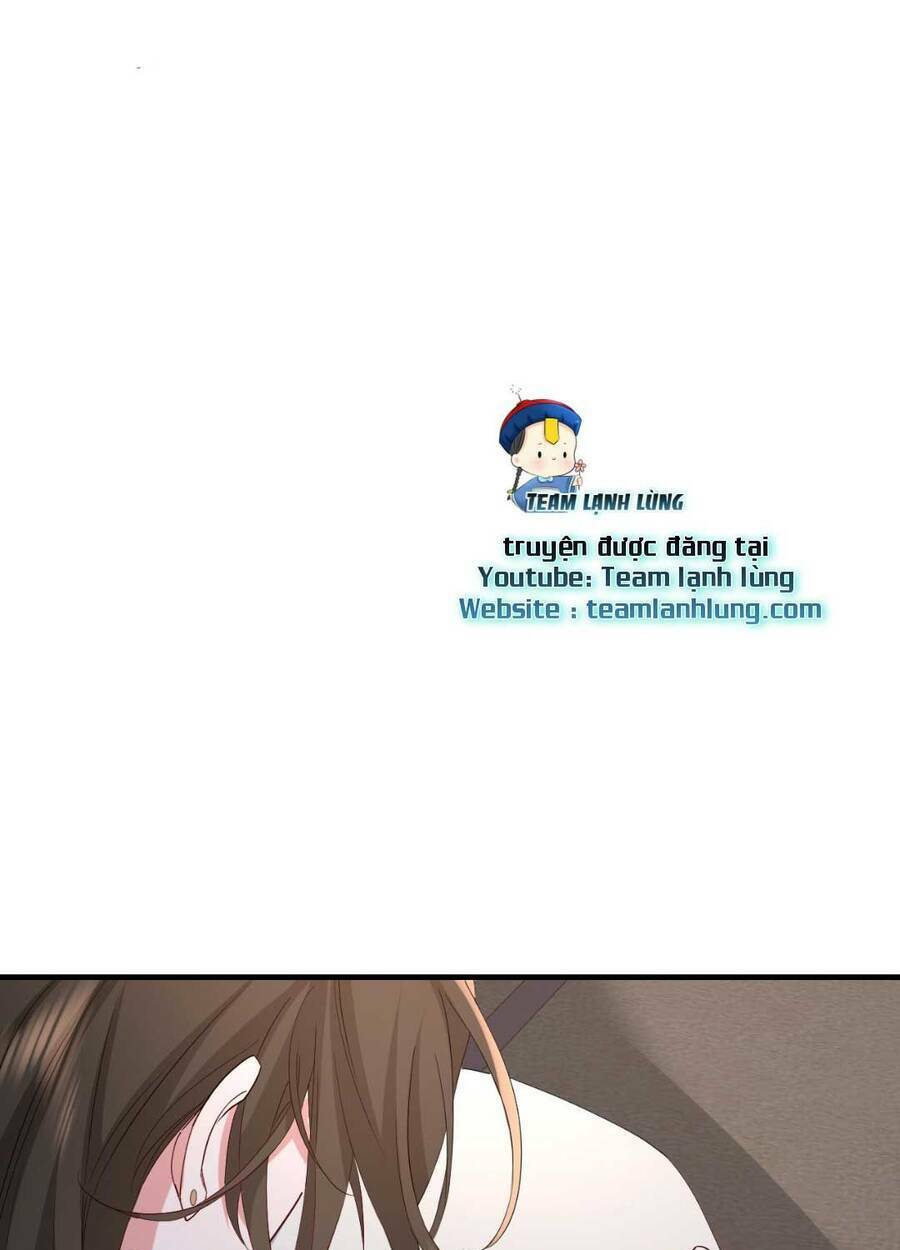 TEAM LẠNH LÙNG
truyện được đăng tại
Youtube: Team lạnh lùng
Website : teamlanhlung.com